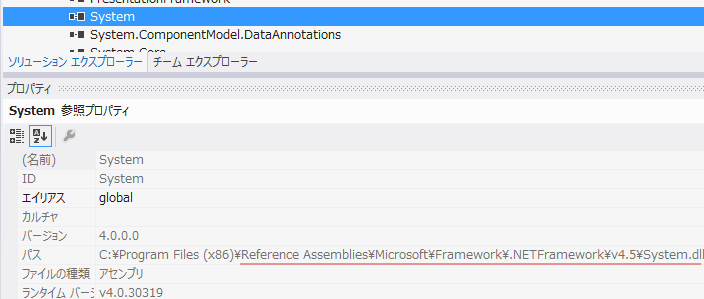 System
System.ComponentModel.DataAnnotations
ソリューション エクスプローラー チーム エクスプローラー
プロパティ
System 参照プロパティ
(名前) System
ID System
エイリアス global
カルチャ
バージョン 4.0.0.0
パス C:¥Program Files (x86)¥Reference Assemblies¥Microsoft¥Framework¥.NETFramework¥v4.5¥System.dll
ファイルの種類 アセンブリ
ランタイム バージ v4.0.30319